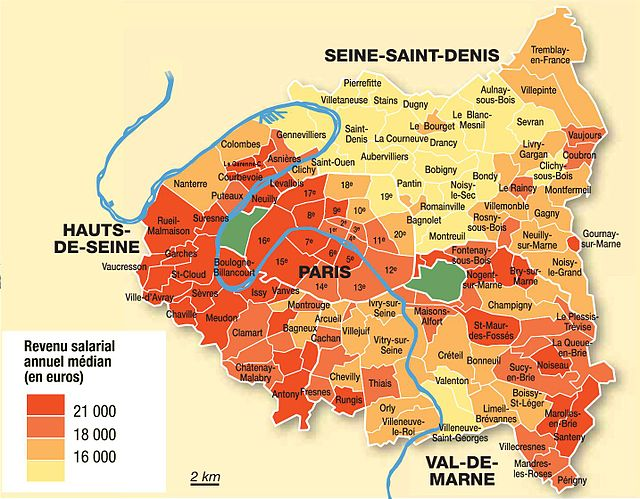 SEINE-SAINT-DENIS
Tremblay-
en-France
Pierrefitte
Villetaneuse
Stains
Dugny
Aulnay-
sous-Bois
Villepinte
Gennevilliers
Saint-
Denis
La Courneuve
Le Bourget
Le Blanc-
Mesnil
Drancy
Sevran
Vaujours
Livry-
Gargan
Coubron
Colombes
La Garenne-C.
Asnières
Clichy
Saint-Ouen
Aubervilliers
Bobigny
Bondy
Clichy-
sous-Bois
Montfermeil
Courbevoie
Nanterre
Puteaux
Levallois
Neuilly
17e
18e
19e
Pantin
Noisy-
le-Sec
Le Raincy
Romainville
Villemonble
Gagny
Rueil-
Malmaison
Suresnes
8e
9e
10e
2e
3e
Bagnolet
Rosny-
sous-Bois
Neuilly-
sur-Marne
Gournay-
sur-Marne
HAUTS-
DE-SEINE
Garches
16e
7e
1e
4e
11e
20e
Montreuil
Fontenay-
sous-Bois
Noisy-
le-Grand
Vaucresson
St-Cloud
Boulogne-
Billancourt
15e
6e
5e
12e
PARIS
Nogent-
sur-Marne
Bry-sur-
Marne
Ville-d'Avray
Sèvres
Issy
Vanves
14e
13e
Chaville
Meudon
Montrouge
Ivry-sur-
Seine
Maisons-
Alfort
Champigny
Le Plessis-
Trévise
Clamart
Bagneux
Arcueil
Cachan
Villejuif
Vitry-sur-
Seine
St-Maur-
des-Fossés
La Queue-
en-Brie
Châtenay-
Malabry
Créteil
Bonneuil
Sucy-
en-Brie
Noiseau
Antony
Fresnes
Chevilly
Rungis
Thiais
Valenton
Boissy-
St-Léger
Orly
Villeneuve-
le-Roi
Limeil-
Brévannes
Marolles-
en-Brie
Villeneuve-
Saint-Georges
Santeny
Villecresnes
Mandres-
les-Roses
Périgny
VAL-DE-
MARNE
Revenu salarial
annuel médian
(en euros)
21 000
18 000
16 000
2 km